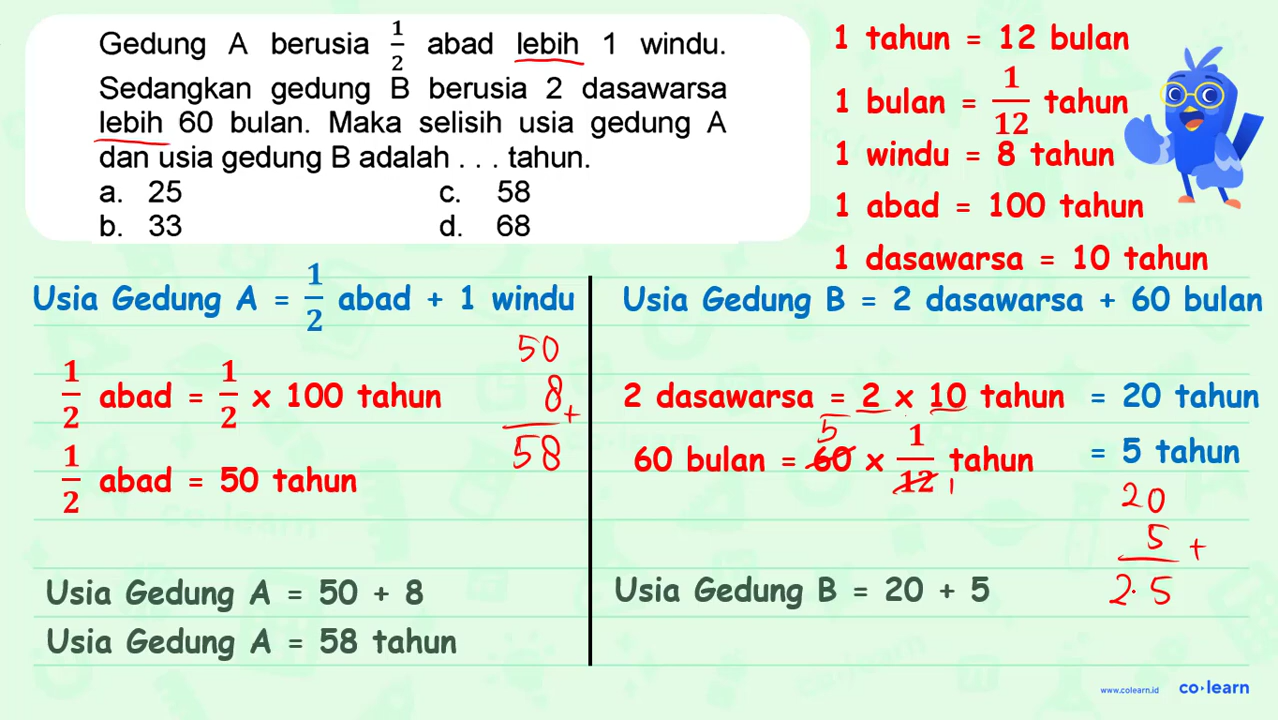 Gedung A berusia 1/2 abad lebih 1 windu.
Sedangkan gedung B berusia 2 dasawarsa
lebih 60 bulan. Maka selisih usia gedung A
dan usia gedung B adalah . . . tahun.
a. 25 c. 58
b. 33 d. 68
1 tahun = 12 bulan
1 bulan = 1/12 tahun
1 windu = 8 tahun
1 abad = 100 tahun
1 dasawarsa = 10 tahun
Usia Gedung A = 1/2 abad + 1 windu
1/2 abad = 1/2 x 100 tahun
1/2 abad = 50 tahun
50
8 +
58
Usia Gedung A = 50 + 8
Usia Gedung A = 58 tahun
Usia Gedung B = 2 dasawarsa + 60 bulan
2 dasawarsa = 2 x 10 tahun = 20 tahun
5
60 bulan = 60 x 1/12 tahun = 5 tahun
1
20
5 +
2.5
Usia Gedung B = 20 + 5
www.colearn.id co·learn